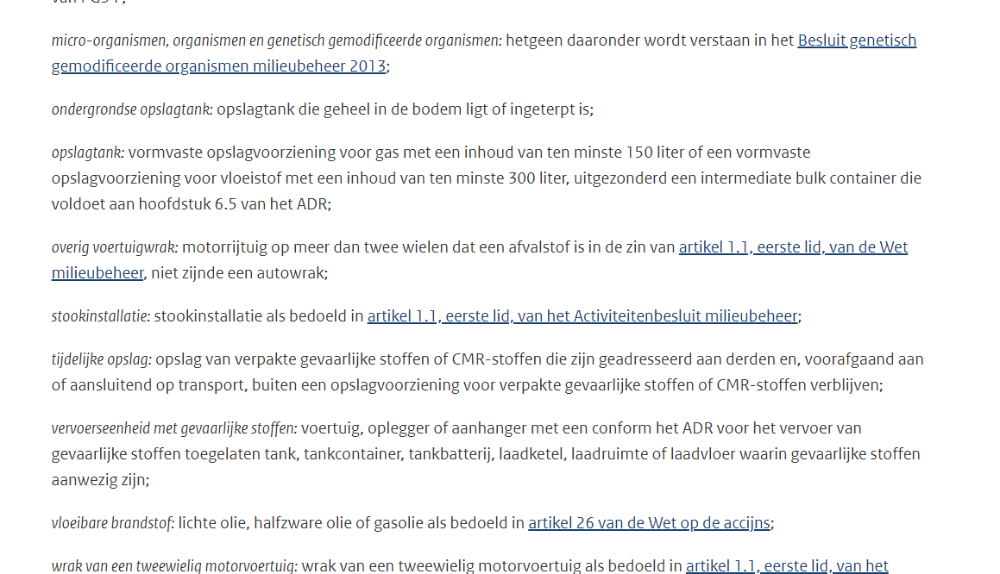 micro-organismen, organismen en genetisch gemodificeerde organismen: hetgeen daaronder wordt verstaan in het Besluit genetisch
gemodificeerde organismen milieubeheer 2013;
ondergrondse opslagtank: opslagtank die geheel in de bodem ligt of ingeterpt is;
opslagtank: vormvaste opslagvoorziening voor gas met een inhoud van ten minste 150 liter of een vormvaste
opslagvoorziening voor vloeistof met een inhoud van ten minste 300 liter, uitgezonderd een intermediate bulk container die
voldoet aan hoofdstuk 6.5 van het ADR;
overig voertuigwrak: motorrijtuig op meer dan twee wielen dat een afvalstof is in de zin van artikel 1.1, eerste lid, van de Wet
milieubeheer, niet zijnde een autowrak;
stookinstallatie: stookinstallatie als bedoeld in artikel 1.1, eerste lid, van het Activiteitenbesluit milieubeheer;
tijdelijke opslag: opslag van verpakte gevaarlijke stoffen of CMR-stoffen die zijn geadresseerd aan derden en, voorafgaand aan
of aansluitend op transport, buiten een opslagvoorziening voor verpakte gevaarlijke stoffen of CMR-stoffen verblijven;
vervoerseenheid met gevaarlijke stoffen: voertuig, oplegger of aanhanger met een conform het ADR voor het vervoer van
gevaarlijke stoffen toegelaten tank, tankcontainer, tankbatterij, laadketel, laadruimte of laadvloer waarin gevaarlijke stoffen
aanwezig zijn;
vloeibare brandstof: lichte olie, halfzware olie of gasolie als bedoeld in artikel 26 van de Wet op de accijns;
wrak van een tweewielig motorvoertuig: wrak van een tweewielig motorvoertuig als bedoeld in artikel 1.1, eerste lid, van het